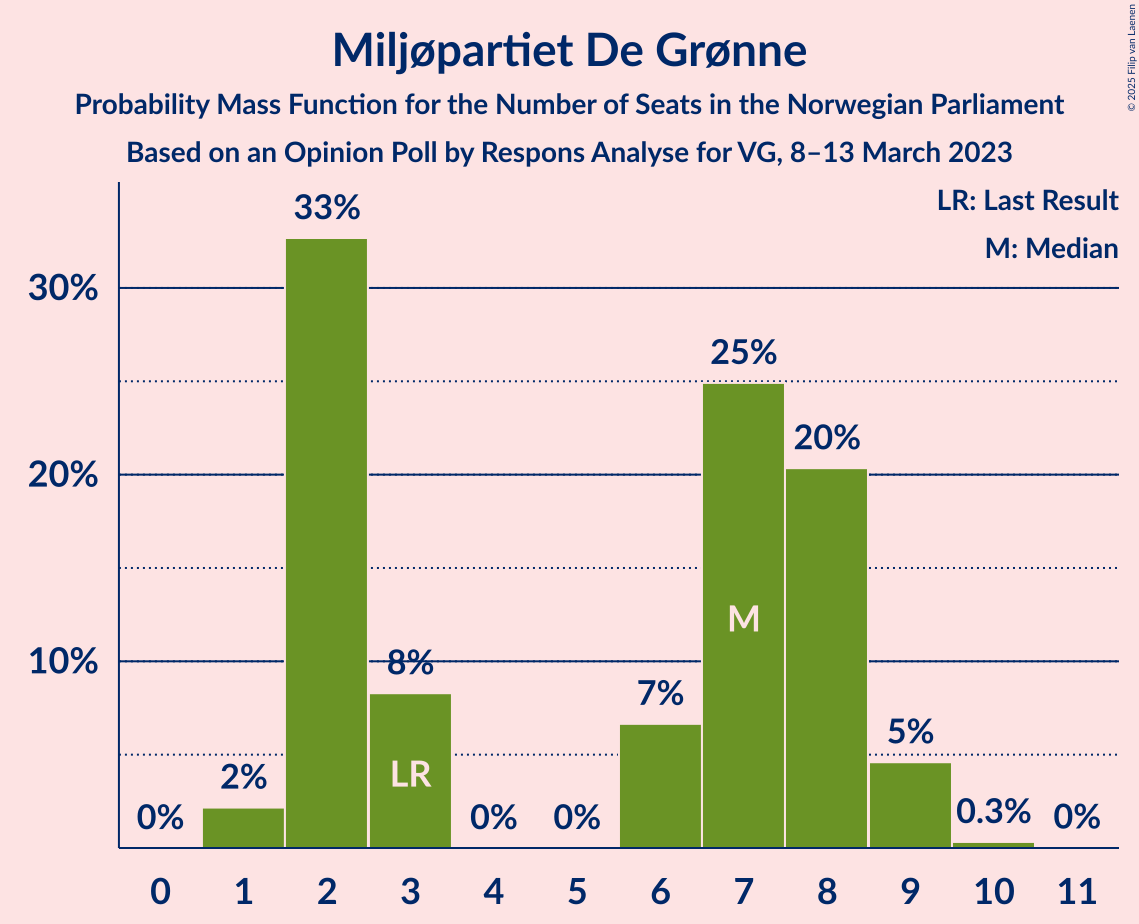 Miljøpartiet De Grønne
Probability Mass Function for the Number of Seats in the Norwegian Parliament
Based on an Opinion Poll by Respons Analyse for VG, 8–13 March 2023
© 2025 Filip van Laenen
LR: Last Result
M: Median
33%
30%
25%
20%
20%
M
10%
8%
7%
5%
LR
2%
0%
0%
0%
0.3%
0%
0 1 2 3 4 5 6 7 8 9 10 11